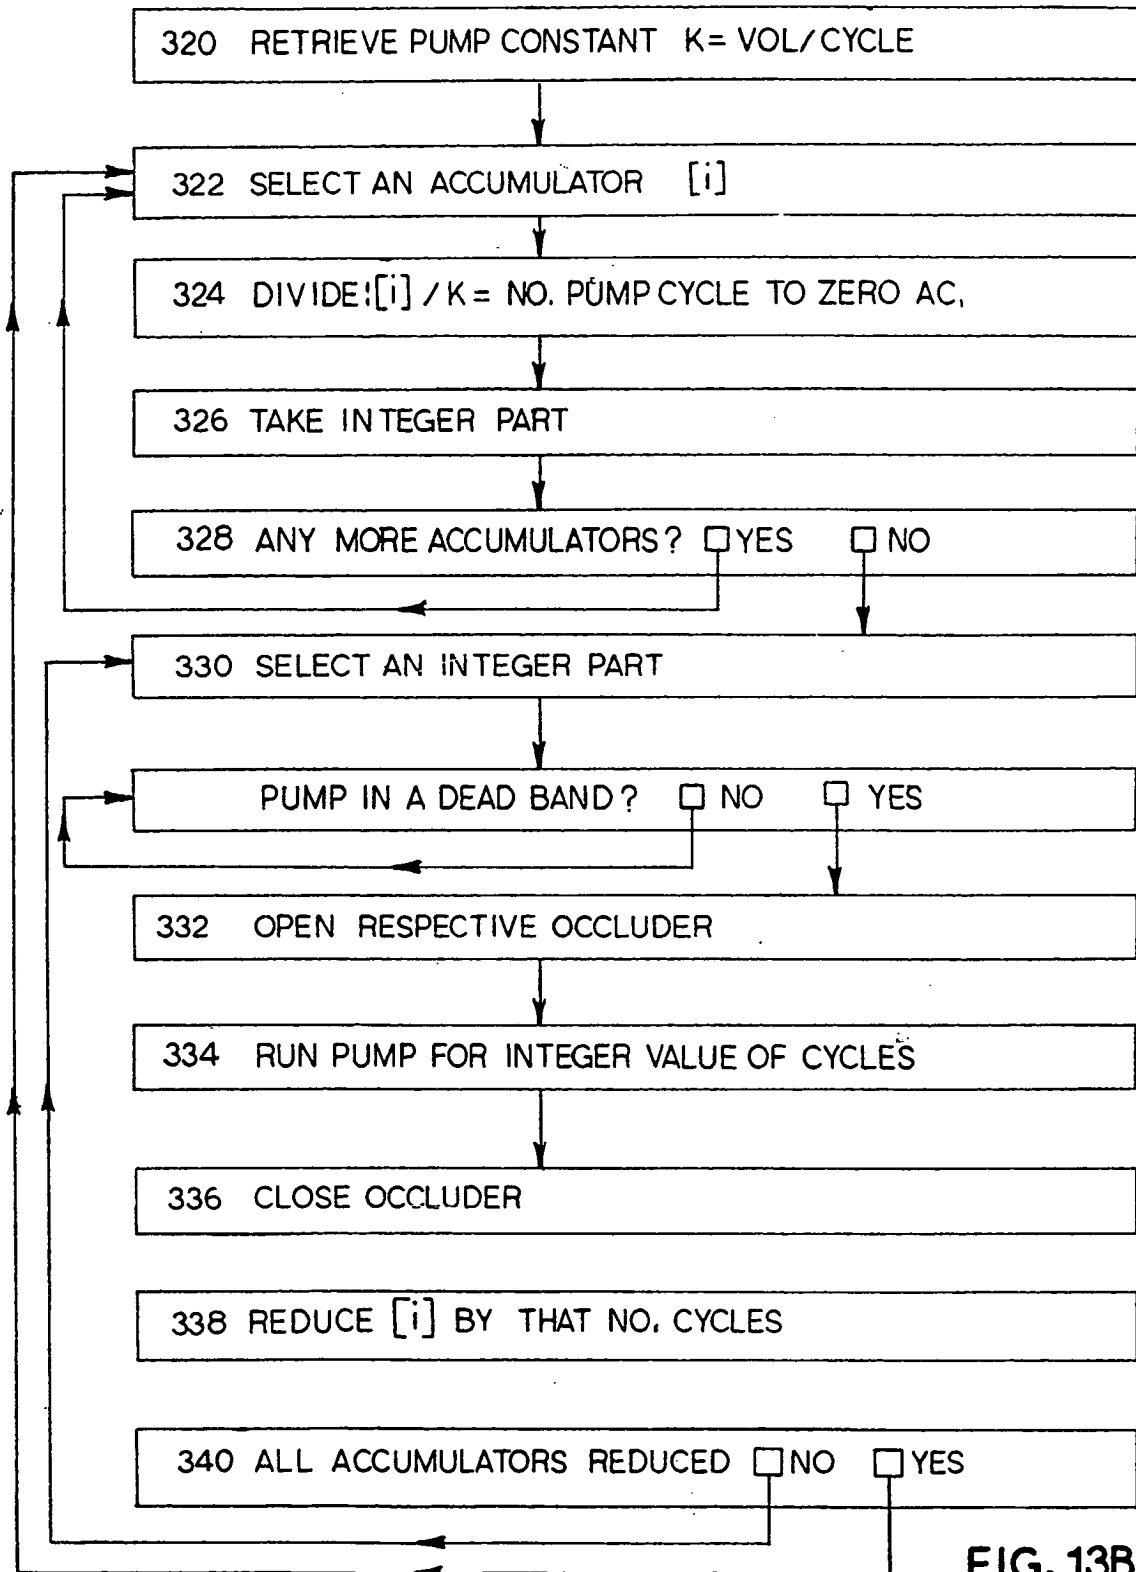 320 RETRIEVE PUMP CONSTANT K= VOL/CYCLE
322 SELECT AN ACCUMULATOR [i]
324 DIVIDE:[i] / K= NO. PUMP CYCLE TO ZERO AC.
326 TAKE INTEGER PART
328 ANY MORE ACCUMULATORS? YES NO
330 SELECT AN INTEGER PART
PUMP IN A DEAD BAND? NO YES
332 OPEN RESPECTIVE OCCLUDER
334 RUN PUMP FOR INTEGER VALUE OF CYCLES
336 CLOSE OCCLUDER
338 REDUCE [i] BY THAT NO. CYCLES
340 ALL ACCUMULATORS REDUCED NO YES
FIG. 13B